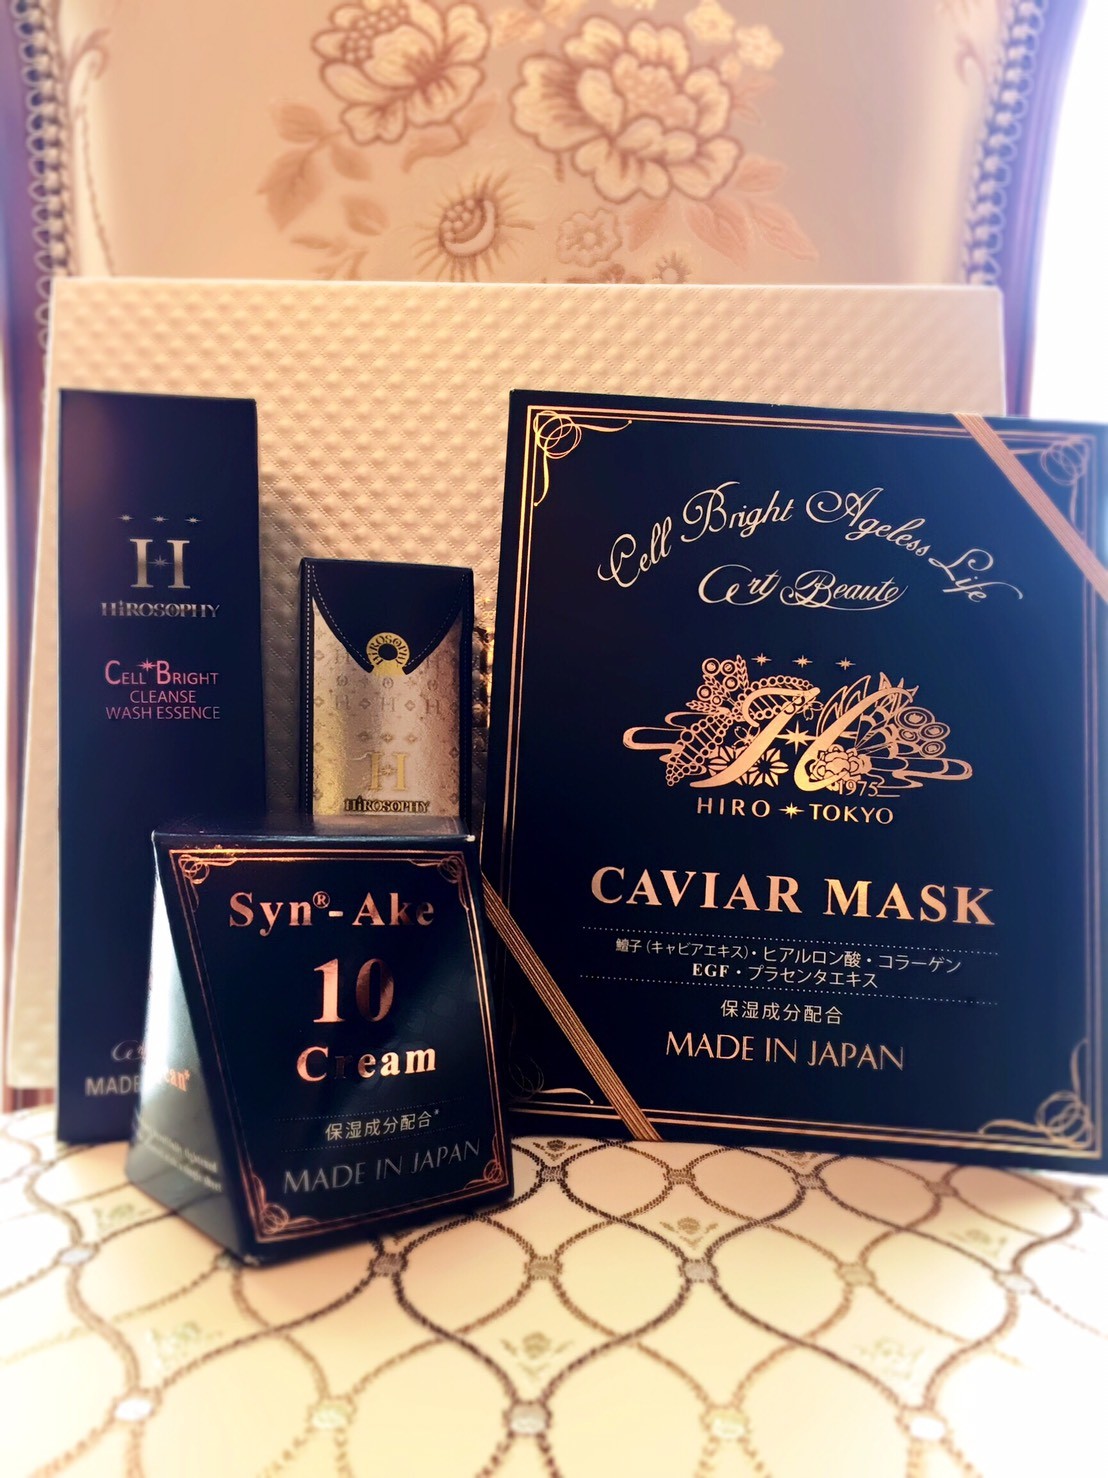 H
HiROSOPHY
CELL BRIGHT
CLEANSE
WASH ESSENCE
MADE
HIROSOPHY
H
HiROSOPHY
Syn®-Ake
10
Cream
保湿成分配合*
MADE IN JAPAN
Cell Bright Ageless Life
Art Beaute
H
1975
HIRO TOKYO
CAVIAR MASK
鱘子(キャビアエキス)・ヒアルロン酸・コラーゲン
EGF・プラセンタエキス
保湿成分配合
MADE IN JAPAN